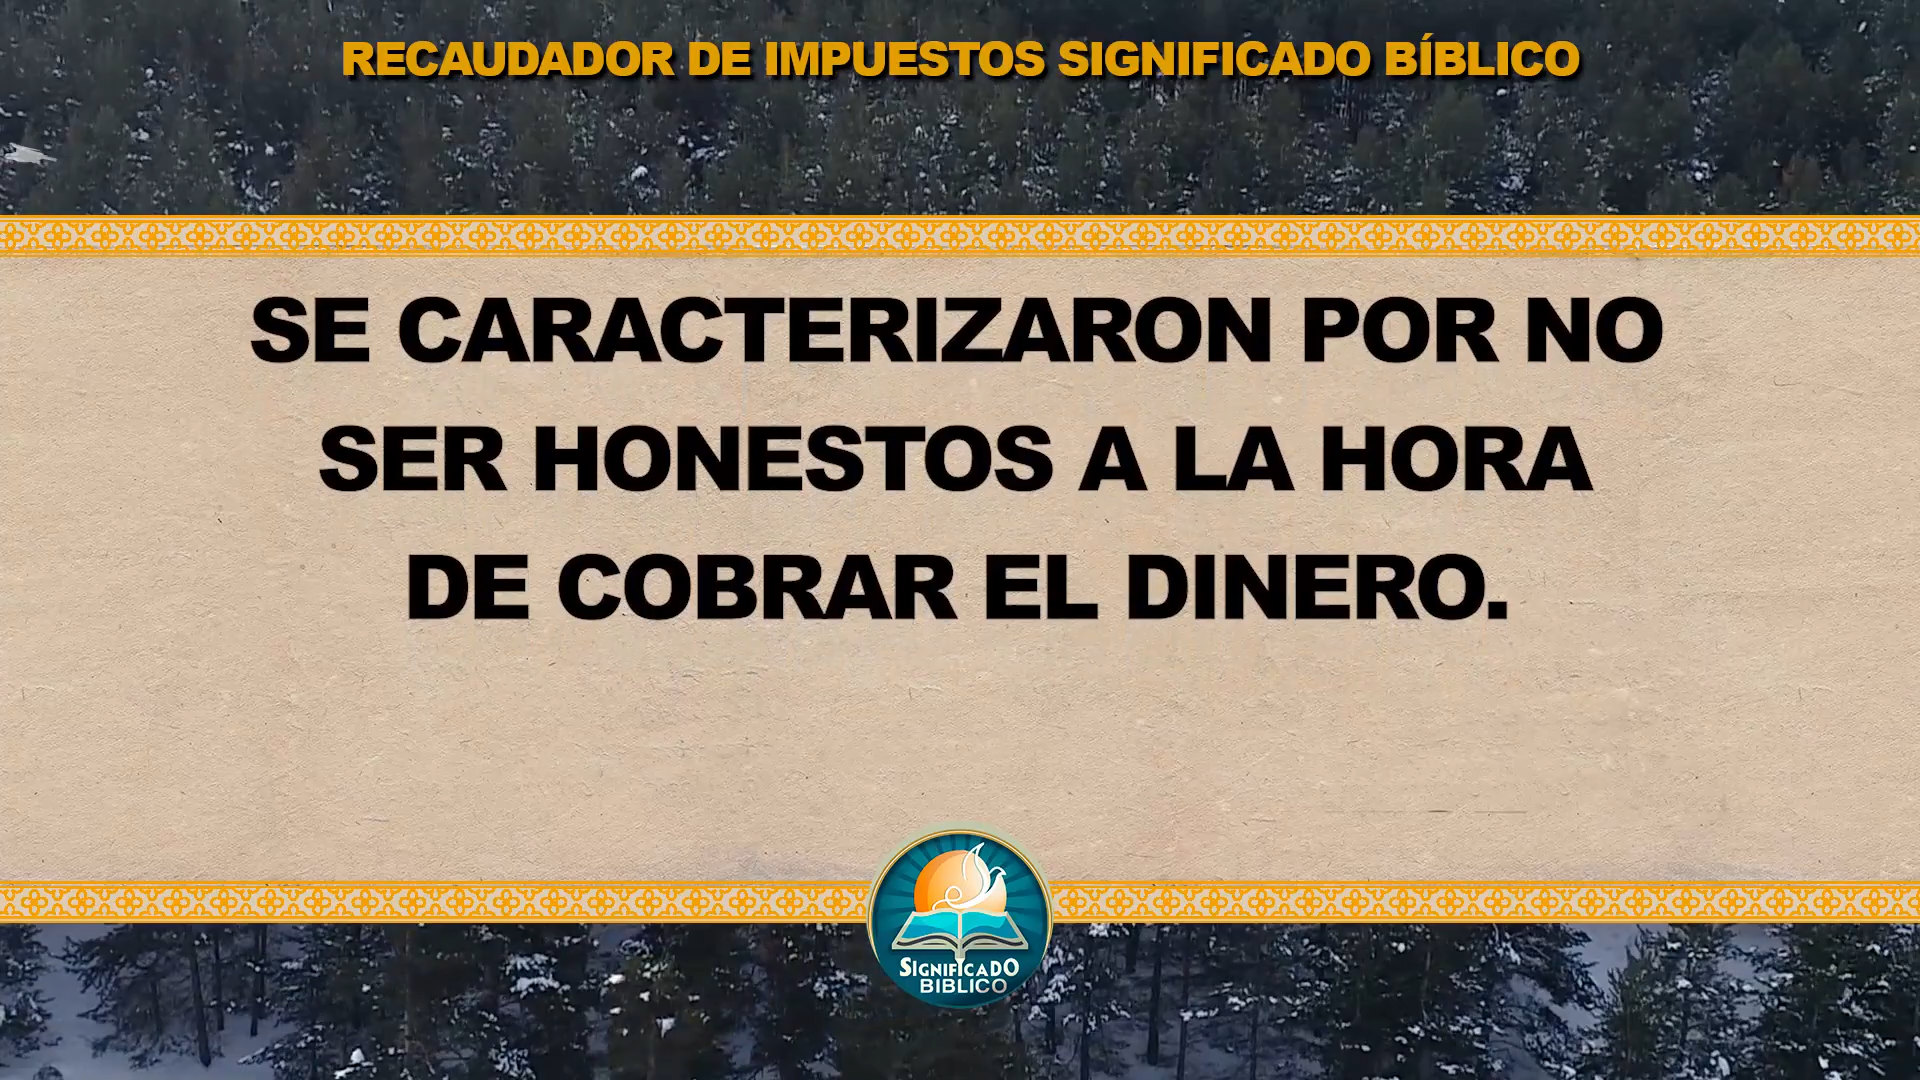 RECAUDADOR DE IMPUESTOS SIGNIFICADO BÍBLICO
SE CARACTERIZARON POR NO
SER HONESTOS A LA HORA
DE COBRAR EL DINERO.
SIGNIFICADO
BIBLICO